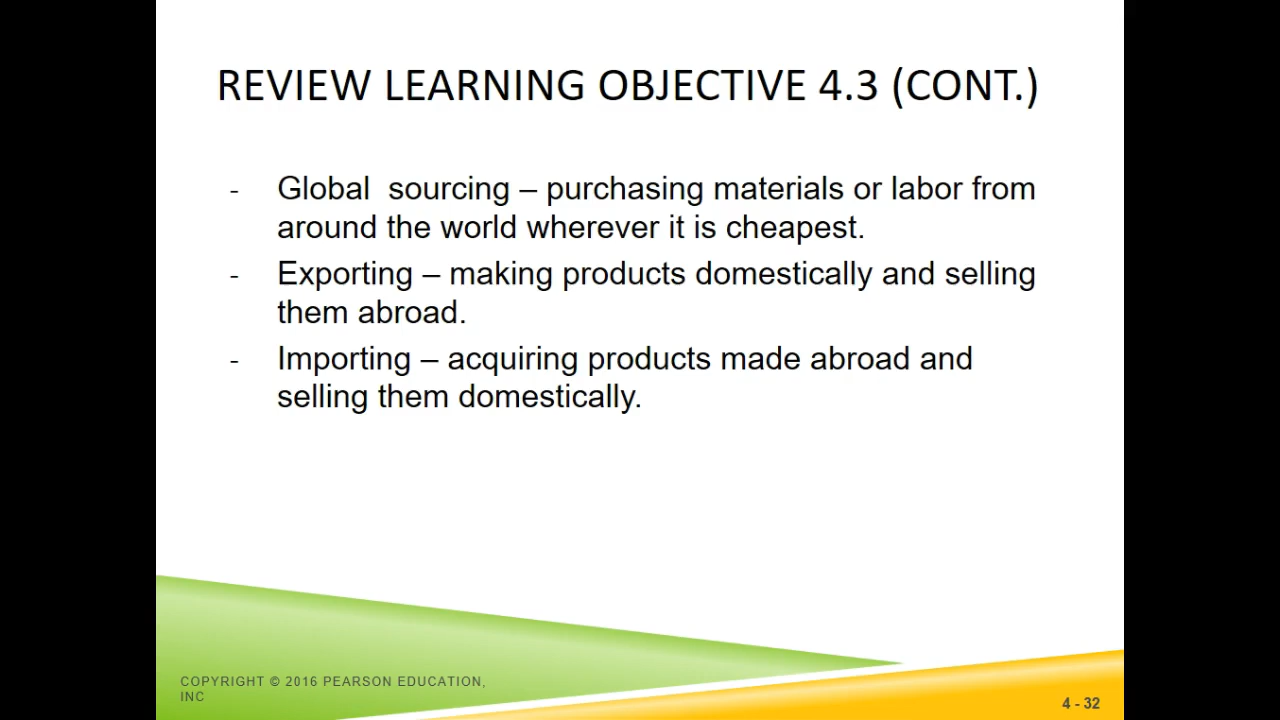 REVIEW LEARNING OBJECTIVE 4.3 (CONT.)
- Global  sourcing – purchasing materials or labor from
around the world wherever it is cheapest.
- Exporting – making products domestically and selling
them abroad.
- Importing – acquiring products made abroad and
selling them domestically.
COPYRIGHT © 2016 PEARSON EDUCATION,
INC
4 - 32